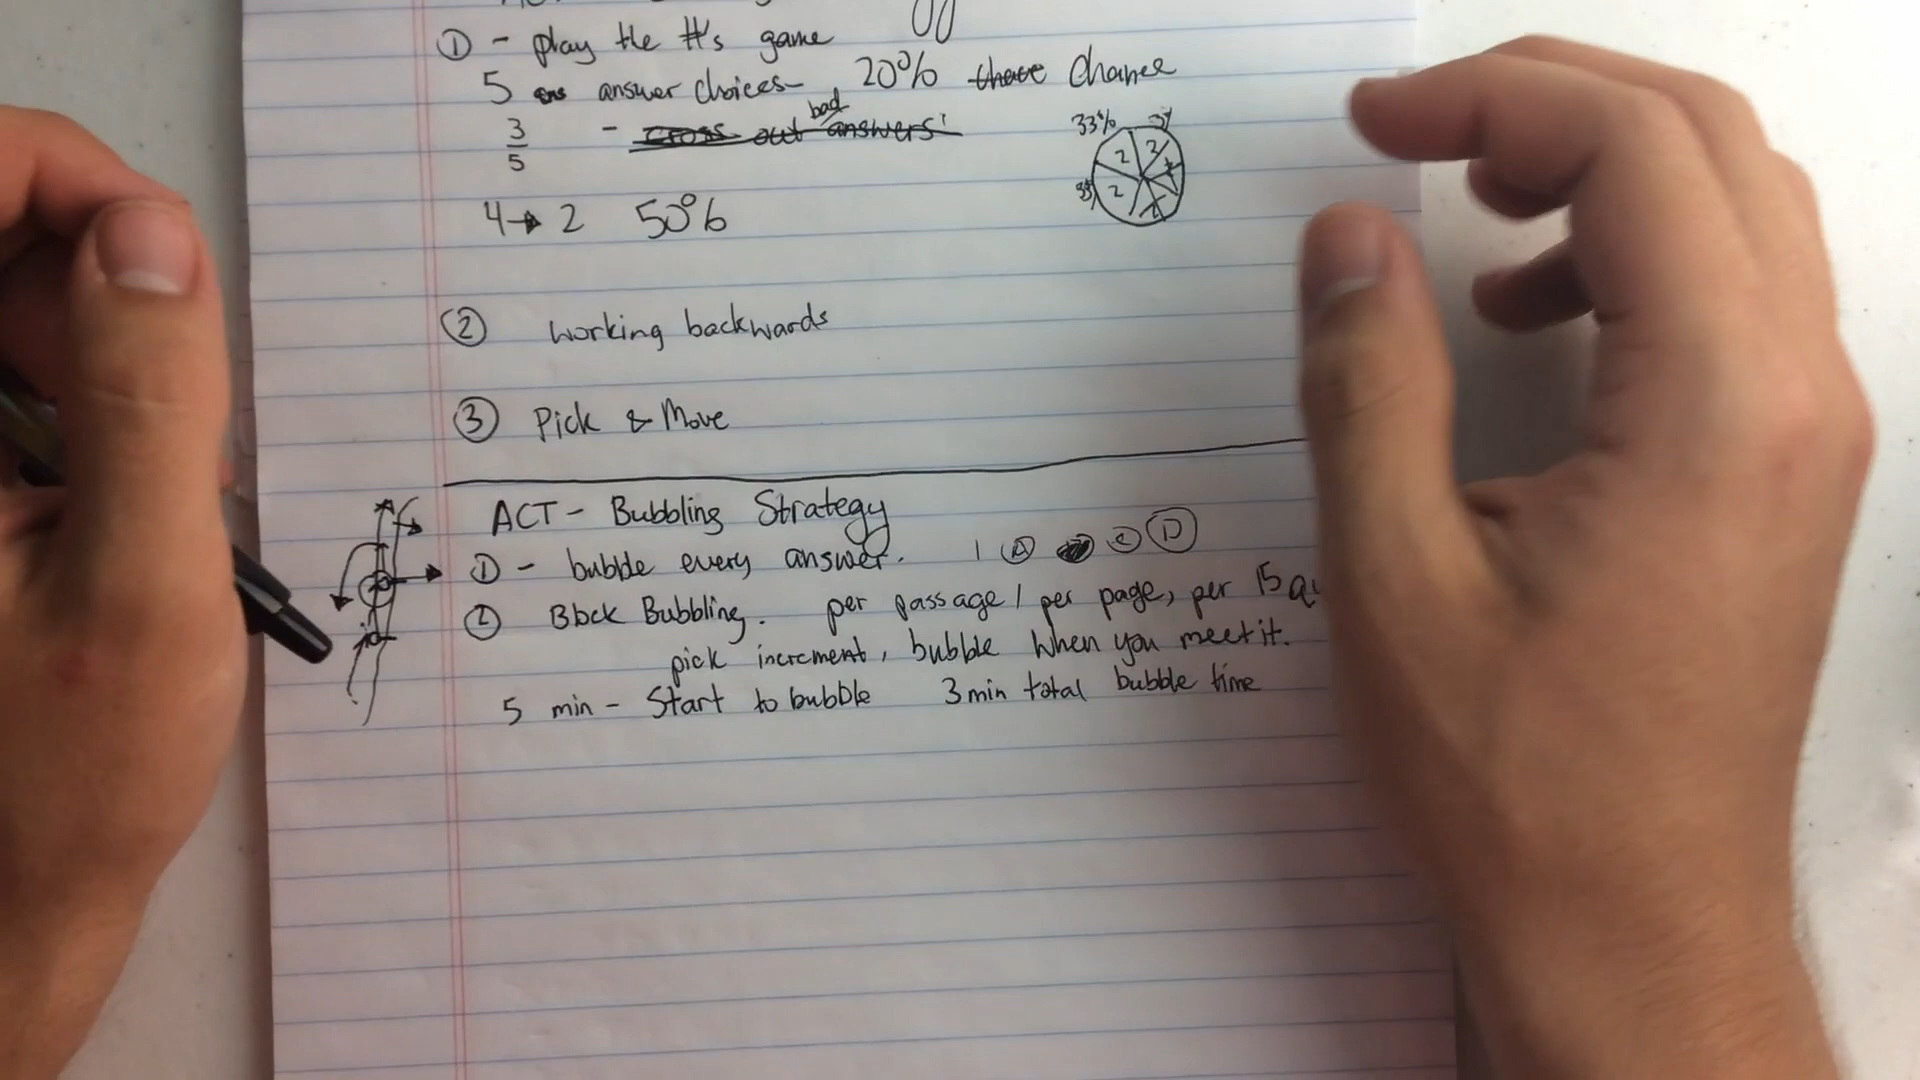 ① - play the #'s game
5 answer choices- 20% chance
3/5 - cross out bad answers'
33%
2 2
2
4→ 2 50%
② working backwards
③ Pick & Move
ACT - Bubbling Strategy
① - bubble every answer. 1 Ⓐ Ⓒ Ⓓ
② Block Bubbling. per passage / per page, per 15 qu
pick increment, bubble when you meet it.
5 min - Start to bubble 3 min total bubble time